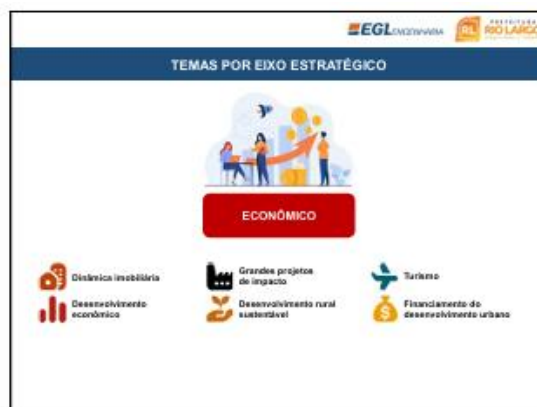 EGL ENGENHARIA
RL
PREFEITURA
RIO LARGO
TEMAS POR EIXO ESTRATÉGICO
ECONÔMICO
Dinâmica imobiliária
Grandes projetos
de impacto
Turismo
Desenvolvimento
econômico
Desenvolvimento rural
sustentável
Financiamento do
desenvolvimento urbano